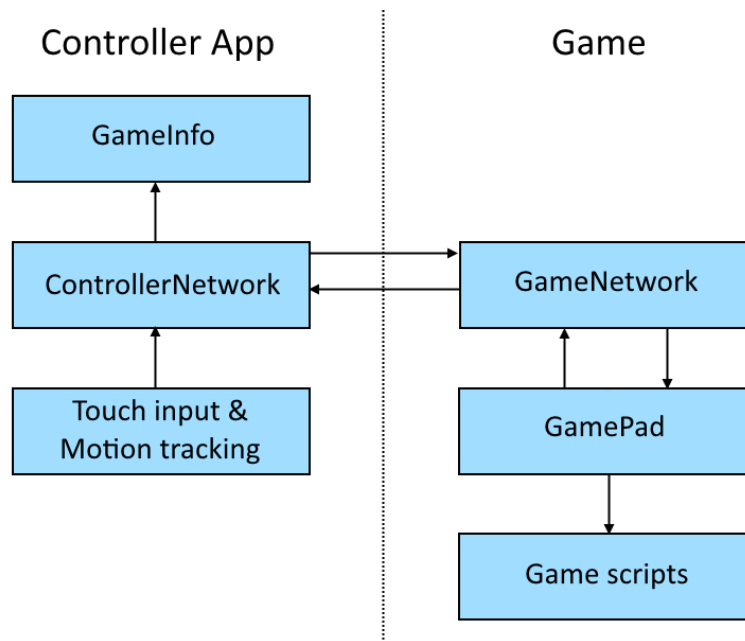 Controller App
Game
GameInfo
ControllerNetwork
GameNetwork
Touch input &
Motion tracking
GamePad
Game scripts